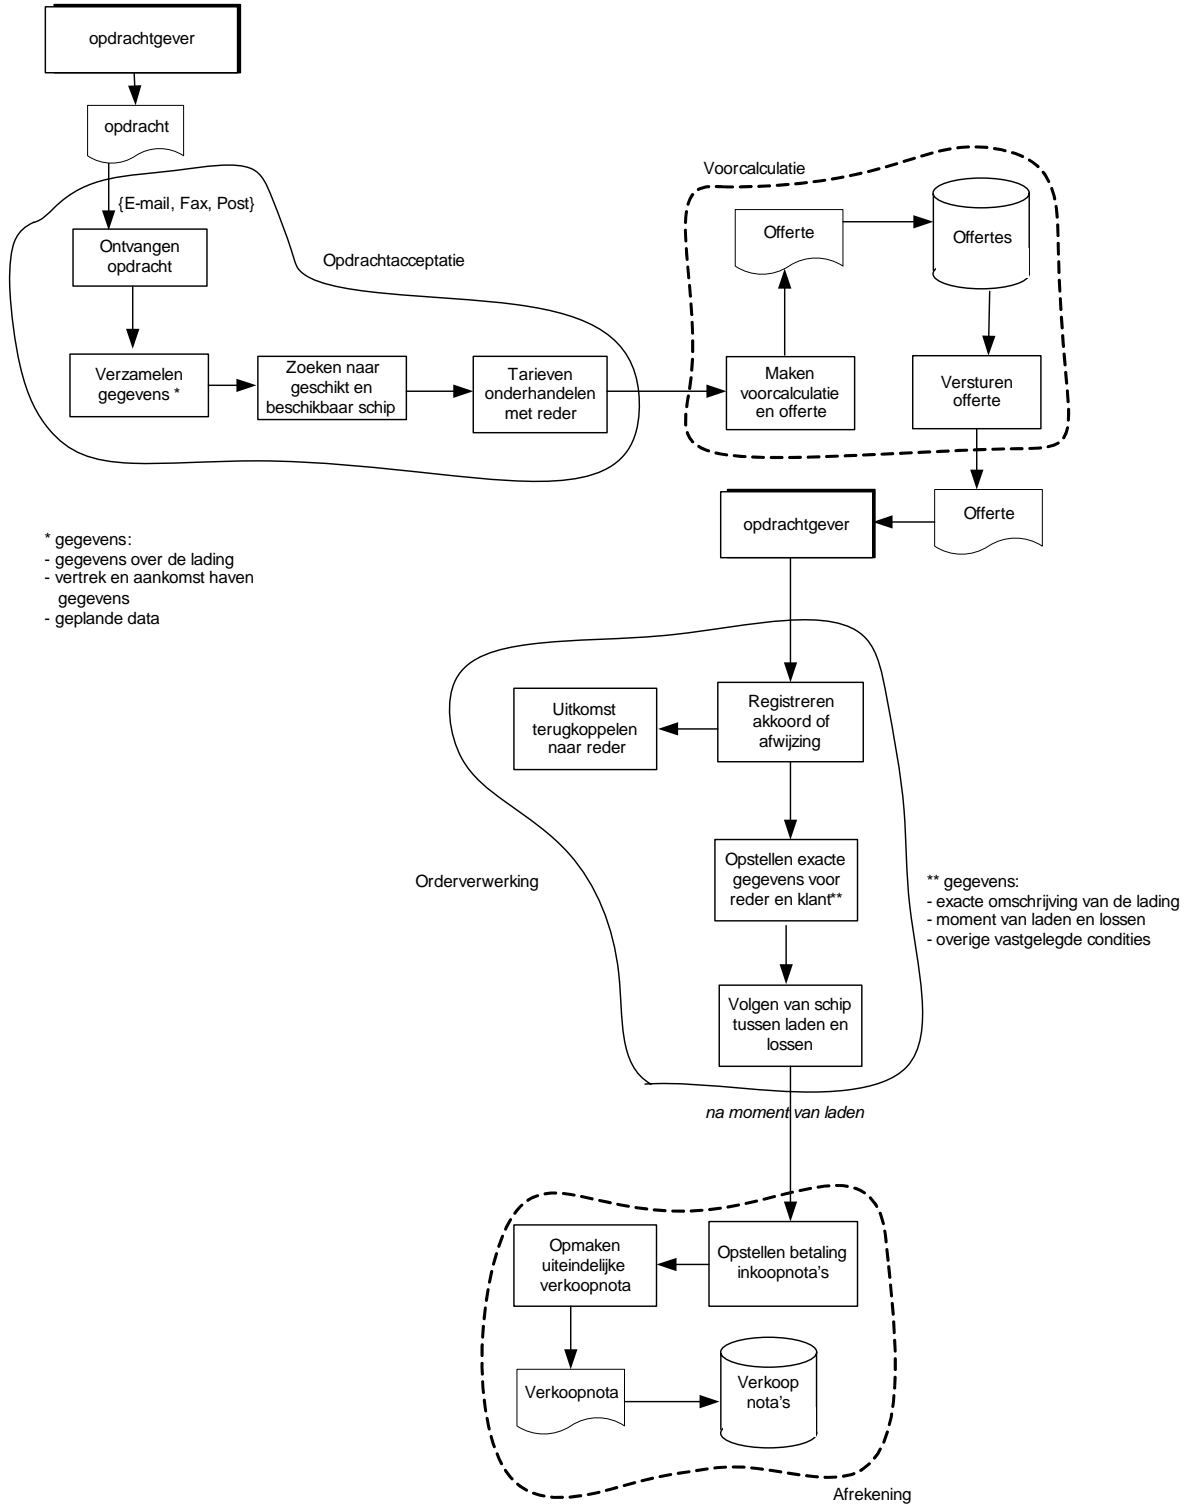 opdrachtgever
opdracht
{E-mail, Fax, Post}
Ontvangen
opdracht
Opdrachtacceptatie
Verzamelen
gegevens *
Zoeken naar
geschikt en
beschikbaar schip
Tarieven
onderhandelen
met reder
Voorcalculatie
Offerte
Offertes
Maken
voorcalculatie
en offerte
Versturen
offerte
Offerte
opdrachtgever
* gegevens:
- gegevens over de lading
- vertrek en aankomst haven
gegevens
- geplande data
Registreren
akkoord of
afwijzing
Uitkomst
terugkoppelen
naar reder
Opstellen exacte
gegevens voor
reder en klant**
Orderverwerking
** gegevens:
- exacte omschrijving van de lading
- moment van laden en lossen
- overige vastgelegde condities
Volgen van schip
tussen laden en
lossen
na moment van laden
Opstellen betaling
inkoopnota's
Opmaken
uiteindelijke
verkoopnota
Verkoopnota
Verkoop
nota's
Afrekening